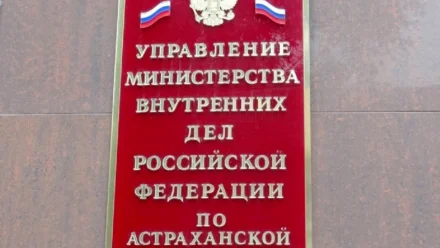 УПРАВЛЕНИЕ
МИНИСТЕРСТВА
ВНУТРЕННИХ
ДЕЛ
РОССИЙСКОЙ
ФЕДЕРАЦИИ
ПО
АСТРАХАНСКОЙ